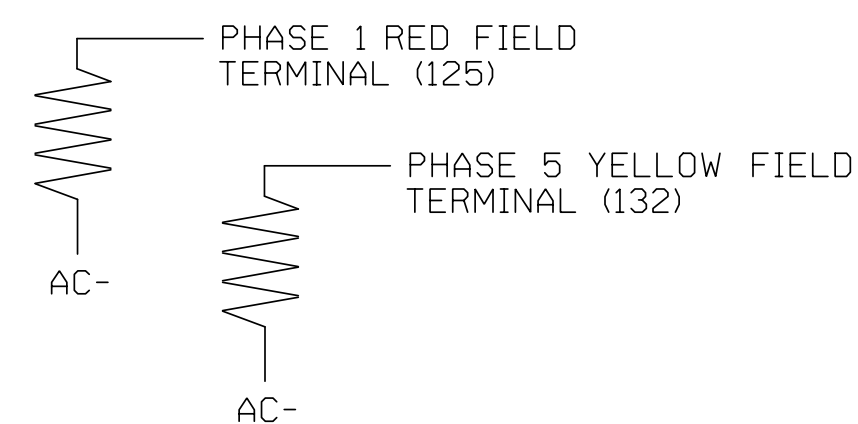 PHASE 1 RED FIELD
TERMINAL (125)
AC-
PHASE 5 YELLOW FIELD
TERMINAL (132)
AC-